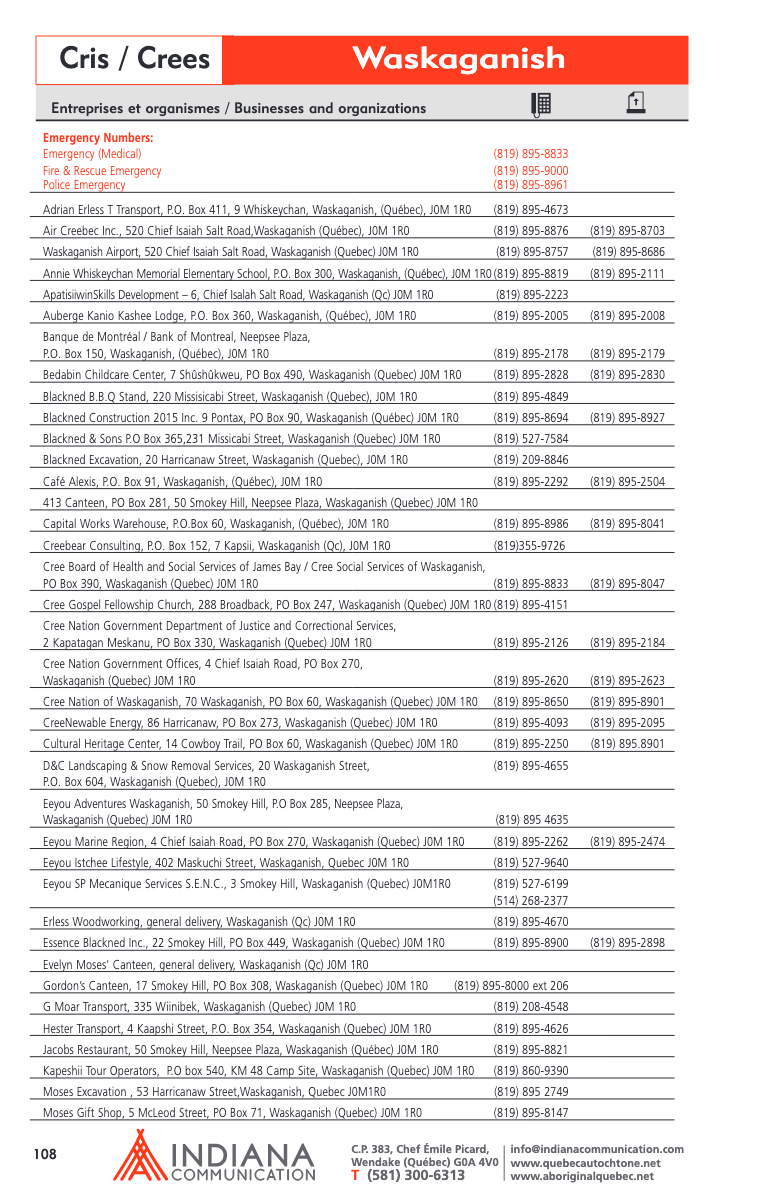 Cris / Crees
Waskaganish
Entreprises et organismes / Businesses and organizations
Emergency Numbers:
Emergency (Medical) (819) 895-8833
Fire & Rescue Emergency (819) 895-9000
Police Emergency (819) 895-8961
Adrian Erless T Transport, P.O. Box 411, 9 Whiskeychan, Waskaganish, (Québec), J0M 1R0 (819) 895-4673
Air Creebec Inc., 520 Chief Isaiah Salt Road,Waskaganish, (Québec), J0M 1R0 (819) 895-8876 (819) 895-8703
Waskaganish Airport, 520 Chief Isaiah Salt Road, Waskaganish (Quebec) J0M 1R0 (819) 895-8757 (819) 895-8686
Annie Whiskeychan Memorial Elementary School, P.O. Box 300, Waskaganish, (Québec), J0M 1R0 (819) 895-8819 (819) 895-2111
ApatisiiwinSkills Development – 6, Chief Isalah Salt Road, Waskaganish (Qc) J0M 1R0 (819) 895-2223
Auberge Kanio Kashee Lodge, P.O. Box 360, Waskaganish, (Québec), J0M 1R0 (819) 895-2005 (819) 895-2008
Banque de Montréal / Bank of Montreal, Neepsee Plaza,
P.O. Box 150, Waskaganish, (Québec), J0M 1R0 (819) 895-2178 (819) 895-2179
Bedabin Childcare Center, 7 Shûshûkweu, PO Box 490, Waskaganish (Quebec) J0M 1R0 (819) 895-2828 (819) 895-2830
Blackned B.B.Q Stand, 220 Missisicabi Street, Waskaganish (Quebec), J0M 1R0 (819) 895-4849
Blackned Construction 2015 Inc. 9 Pontax, PO Box 90, Waskaganish (Québec) J0M 1R0 (819) 895-8694 (819) 895-8927
Blackned & Sons P.O Box 365,231 Missicabi Street, Waskaganish (Quebec) J0M 1R0 (819) 527-7584
Blackned Excavation, 20 Harricanaw Street, Waskaganish (Quebec), J0M 1R0 (819) 209-8846
Café Alexis, P.O. Box 91, Waskaganish, (Québec), J0M 1R0 (819) 895-2292 (819) 895-2504
413 Canteen, PO Box 281, 50 Smokey Hill, Neepsee Plaza, Waskaganish (Quebec) J0M 1R0
Capital Works Warehouse, P.O.Box 60, Waskaganish, (Québec), J0M 1R0 (819) 895-8986 (819) 895-8041
Creebear Consulting, P.O. Box 152, 7 Kapsii, Waskaganish (Qc), J0M 1R0 (819)355-9726
Cree Board of Health and Social Services of James Bay / Cree Social Services of Waskaganish,
PO Box 390, Waskaganish (Quebec) J0M 1R0 (819) 895-8833 (819) 895-8047
Cree Gospel Fellowship Church, 288 Broadback, PO Box 247, Waskaganish (Quebec) J0M 1R0 (819) 895-4151
Cree Nation Government Department of Justice and Correctional Services,
2 Kapatagan Meskanu, PO Box 330, Waskaganish (Quebec) J0M 1R0 (819) 895-2126 (819) 895-2184
Cree Nation Government Offices, 4 Chief Isaiah Road, PO Box 270,
Waskaganish (Quebec) J0M 1R0 (819) 895-2620 (819) 895-2623
Cree Nation of Waskaganish, 70 Waskaganish, PO Box 60, Waskaganish (Quebec) J0M 1R0 (819) 895-8650 (819) 895-8901
CreeNewable Energy, 86 Harricanaw, PO Box 273, Waskaganish (Quebec) J0M 1R0 (819) 895-4093 (819) 895-2095
Cultural Heritage Center, 14 Cowboy Trail, PO Box 60, Waskaganish (Quebec) J0M 1R0 (819) 895-2250 (819) 895.8901
D&C Landscaping & Snow Removal Services, 20 Waskaganish Street, (819) 895-4655
P.O. Box 604, Waskaganish (Quebec), J0M 1R0
Eeyou Adventures Waskaganish, 50 Smokey Hill, P.O Box 285, Neepsee Plaza,
Waskaganish (Quebec) J0M 1R0 (819) 895 4635
Eeyou Marine Region, 4 Chief Isaiah Road, PO Box 270, Waskaganish (Quebec) J0M 1R0 (819) 895-2262 (819) 895-2474
Eeyou Istchee Lifestyle, 402 Maskuchi Street, Waskaganish, Quebec J0M 1R0 (819) 527-9640
Eeyou SP Mecanique Services S.E.N.C., 3 Smokey Hill, Waskaganish (Quebec) J0M1R0 (819) 527-6199
(514) 268-2377
Erless Woodworking, general delivery, Waskaganish (Qc) J0M 1R0 (819) 895-4670
Essence Blackned Inc., 22 Smokey Hill, PO Box 449, Waskaganish (Quebec) J0M 1R0 (819) 895-8900 (819) 895-2898
Evelyn Moses' Canteen, general delivery, Waskaganish (Qc) J0M 1R0
Gordon's Canteen, 17 Smokey Hill, PO Box 308, Waskaganish (Quebec) J0M 1R0 (819) 895-8000 ext 206
G Moar Transport, 335 Wiinibek, Waskaganish (Quebec) J0M 1R0 (819) 208-4548
Hester Transport, 4 Kaapshi Street, P.O. Box 354, Waskaganish (Quebec) J0M 1R0 (819) 895-4626
Jacobs Restaurant, 50 Smokey Hill, Neepsee Plaza, Waskaganish (Québec) J0M 1R0 (819) 895-8821
Kapeshii Tour Operators, P.O box 540, KM 48 Camp Site, Waskaganish (Quebec) J0M 1R0 (819) 860-9390
Moses Excavation , 53 Harricanaw Street,Waskaganish, Quebec J0M1R0 (819) 895 2749
Moses Gift Shop, 5 McLeod Street, PO Box 71, Waskaganish (Quebec) J0M 1R0 (819) 895-8147
108
INDIANA
COMMUNICATION
C.P. 383, Chef Émile Picard,
Wendake (Québec) G0A 4V0
T (581) 300-6313
info@indianacommunication.com
www.quebecautochtone.net
www.aboriginalquebec.net